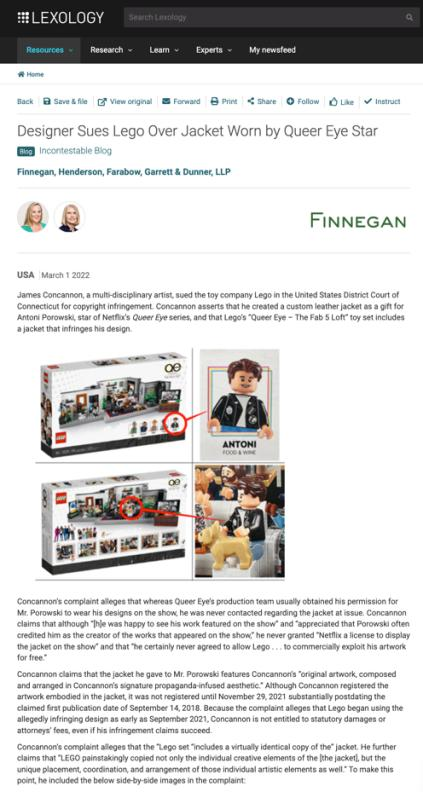 LEXOLOGY
Search Lexology
Resources
Research
Learn
Experts
My newsfeed
Home
Back
Save & file
View original
Forward
Print
Share
Follow
Like
Instruct
Designer Sues Lego Over Jacket Worn by Queer Eye Star
Blog Incontestable Blog
Finnegan, Henderson, Farabow, Garrett & Dunner, LLP
FINNEGAN
USA March 1 2022
James Concannon, a multi-disciplinary artist, sued the toy company Lego in the United States District Court of
Connecticut for copyright infringement. Concannon asserts that he created a custom leather jacket as a gift for
Antoni Porowski, star of Netflix's Queer Eye series, and that Lego's "Queer Eye – The Fab 5 Loft" toy set includes
a jacket that infringes his design.
QE
LEGO
ANTONI
FOOD & WINE
QE
LEGO
Concannon's complaint alleges that whereas Queer Eye's production team usually obtained his permission for
Mr. Porowski to wear his designs on the show, he was never contacted regarding the jacket at issue. Concannon
claims that although "[h]e was happy to see his work featured on the show" and "appreciated that Porowski often
credited him as the creator of the works that appeared on the show," he never granted "Netflix a license to display
the jacket on the show" and that "he certainly never agreed to allow Lego . . . to commercially exploit his artwork
for free."
Concannon claims that the jacket he gave to Mr. Porowski features Concannon's "original artwork, composed
and arranged in Concannon's signature propaganda-infused aesthetic." Although Concannon registered the
artwork embodied in the jacket, it was not registered until November 29, 2021 substantially postdating the
claimed first publication date of September 14, 2018. Because the complaint alleges that Lego began using the
allegedly infringing design as early as September 2021, Concannon is not entitled to statutory damages or
attorneys' fees, even if his infringement claims succeed.
Concannon's complaint alleges that the "Lego set "includes a virtually identical copy of the" jacket. He further
claims that "LEGO painstakingly copied not only the individual creative elements of the [the jacket], but the
unique placement, coordination, and arrangement of those individual artistic elements as well." To make this
point, he included the below side-by-side images in the complaint: